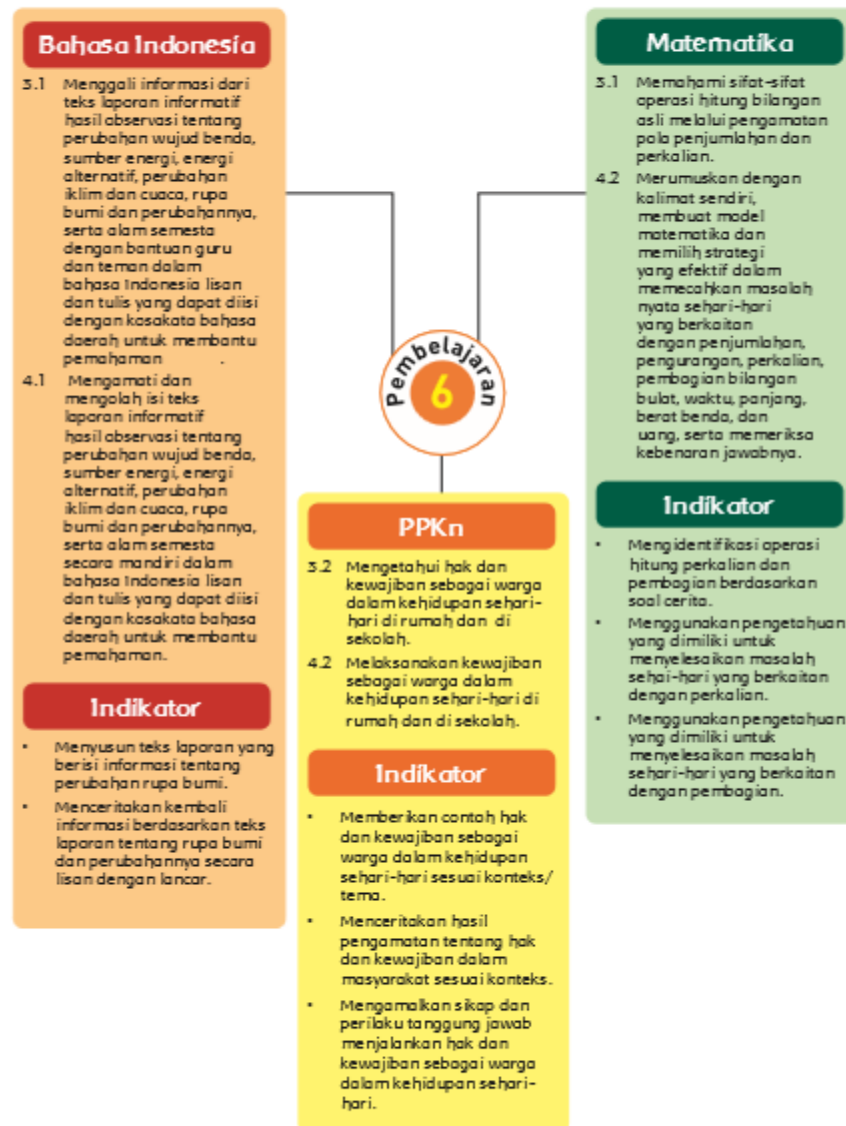 Bahasa Indonesia
3.1 Menggali informasi dari
teks laporan informatif
hasil observasi tentang
perubahan wujud benda,
sumber energi, energi
alternatif, perubahan
iklim dan cuaca, rupa
bumi dan perubahannya,
serta alam semesta
dengan bantuan guru
dan teman dalam
bahasa Indonesia lisan
dan tulis yang dapat diisi
dengan kosakata bahasa
daerah untuk membantu
pemahaman .
4.1 Mengamati dan
mengolah isi teks
laporan informatif
hasil observasi tentang
perubahan wujud benda,
sumber energi, energi
alternatif, perubahan
iklim dan cuaca, rupa
bumi dan perubahannya,
serta alam semesta
secara mandiri dalam
bahasa Indonesia lisan
dan tulis yang dapat diisi
dengan kosakata bahasa
daerah untuk membantu
pemahaman.
Indikator
• Menyusun teks laporan yang
berisi informasi tentang
perubahan rupa bumi.
• Menceritakan kembali
informasi berdasarkan teks
laporan tentang rupa bumi
dan perubahannya secara
lisan dengan lancar.
Pembelajaran
6
PPKn
3.2 Mengetahui hak dan
kewajiban sebagai warga
dalam kehidupan sehari-
hari di rumah dan di
sekolah.
4.2 Melaksanakan kewajiban
sebagai warga dalam
kehidupan sehari-hari di
rumah dan di sekolah.
Indikator
• Memberikan contoh hak
dan kewajiban sebagai
warga dalam kehidupan
sehari-hari sesuai konteks/
tema.
• Menceritakan hasil
pengamatan tentang hak
dan kewajiban dalam
masyarakat sesuai konteks.
• Mengamalkan sikap dan
perilaku tanggung jawab
menjalankan hak dan
kewajiban sebagai warga
dalam kehidupan sehari-
hari.
Matematika
3.1 Memahami sifat-sifat
operasi hitung bilangan
asli melalui pengamatan
pola penjumlahan dan
perkalian.
4.2 Merumuskan dengan
kalimat sendiri,
membuat model
matematika dan
memilih strategi
yang efektif dalam
memecahkan masalah
nyata sehari-hari
yang berkaitan
dengan penjumlahan,
pengurangan, perkalian,
pembagian bilangan
bulat, waktu, panjang,
berat benda, dan
uang, serta memeriksa
kebenaran jawabnya.
Indikator
• Mengidentifikasi operasi
hitung perkalian dan
pembagian berdasarkan
soal cerita.
• Menggunakan pengetahuan
yang dimiliki untuk
menyelesaikan masalah
sehai-hari yang berkaitan
dengan perkalian.
• Menggunakan pengetahuan
yang dimiliki untuk
menyelesaikan masalah
sehari-hari yang berkaitan
dengan pembagian.